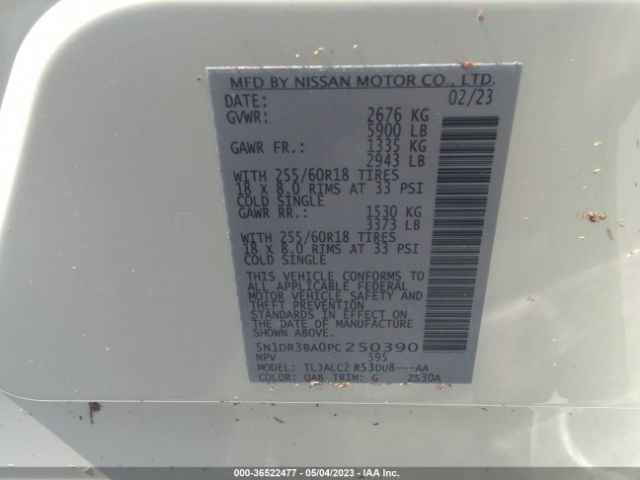 MFD BY NISSAN MOTOR CO., LTD.
DATE: 02/23
GVWR: 2676 KG
5900 LB
GAWR FR.: 1335 KG
2943 LB
WITH 255/60R18 TIRES
18 X 8.0 RIMS AT 33 PSI
COLD SINGLE
GAWR RR.: 1530 KG
3373 LB
WITH 255/60R18 TIRES
18 X 8.0 RIMS AT 33 PSI
COLD SINGLE
THIS VEHICLE CONFORMS TO
ALL APPLICABLE FEDERAL
MOTOR VEHICLE SAFETY AND
THEFT PREVENTION
STANDARDS IN EFFECT ON
THE DATE OF MANUFACTURE
SHOWN ABOVE.
5N1DR3BA0PC250390
MPV 595
MODEL: TLJALC2 R53DU8---AA
COLOR: QAB TRIM: G ZS30A
000-36522477 - 05/04/2023 - IAA Inc.